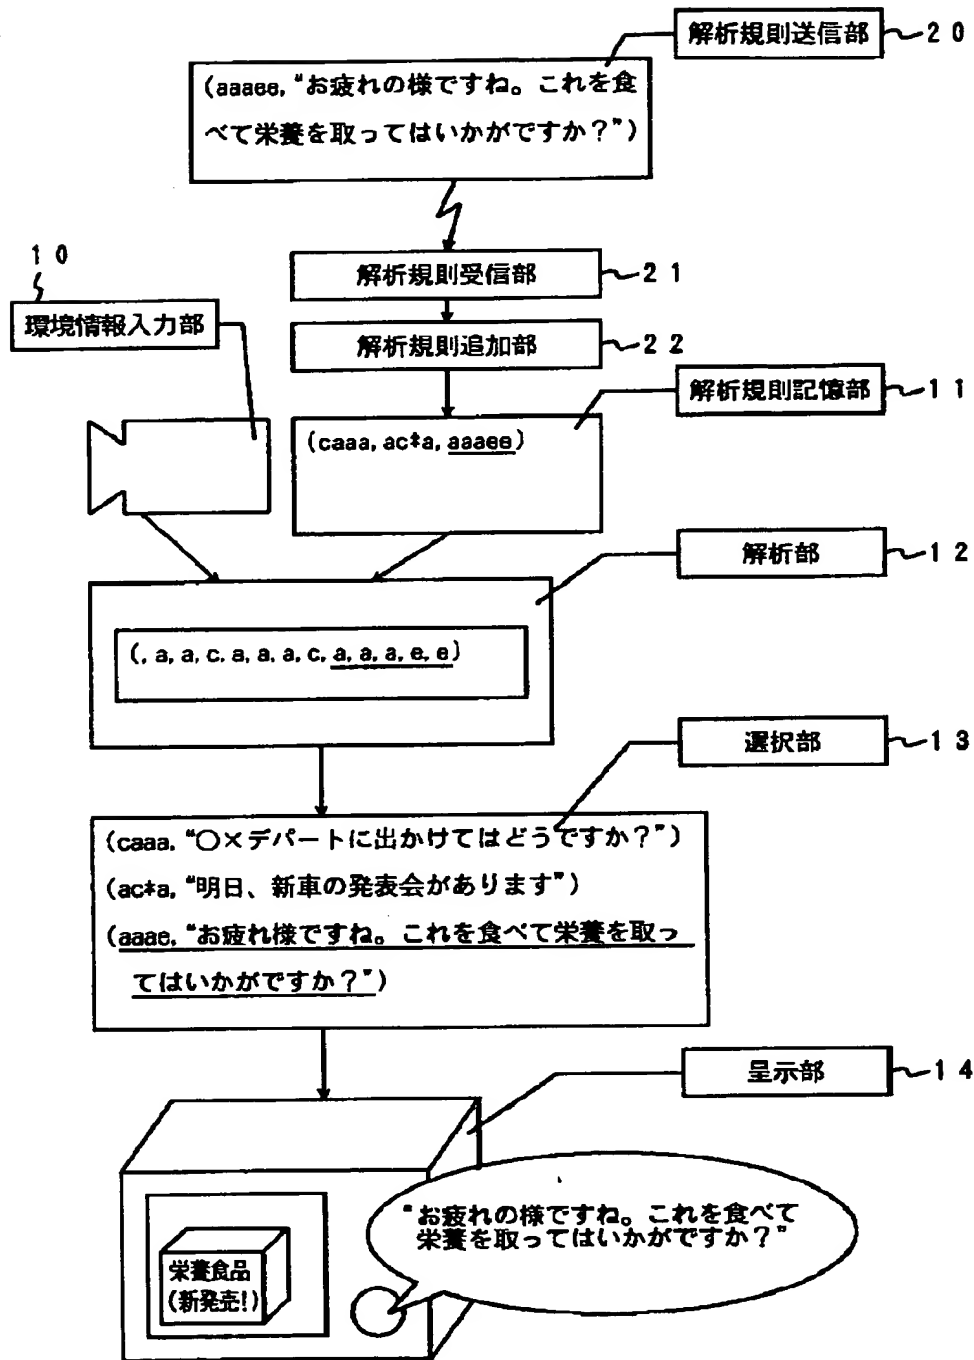 解析規則送信部 20
(aaaee, “お疲れの様ですね。これを食
べて栄養を取ってはいかがですか？”)
解析規則受信部 21
10
環境情報入力部
解析規則追加部 22
解析規則記憶部 11
(caaa, ac*a, aaaee)
解析部 12
(, a, a, c, a, a, a, c, a, a, a, e, e)
選択部 13
(caaa, “○×デパートに出かけてはどうですか？”)
(ac*a, “明日、新車の発表会があります”)
(aaae, “お疲れ様ですね。これを食べて栄養を取っ
てはいかがですか？”)
呈示部 14
“お疲れの様ですね。これを食べて
栄養を取ってはいかがですか？”
栄養食品
(新発売!)